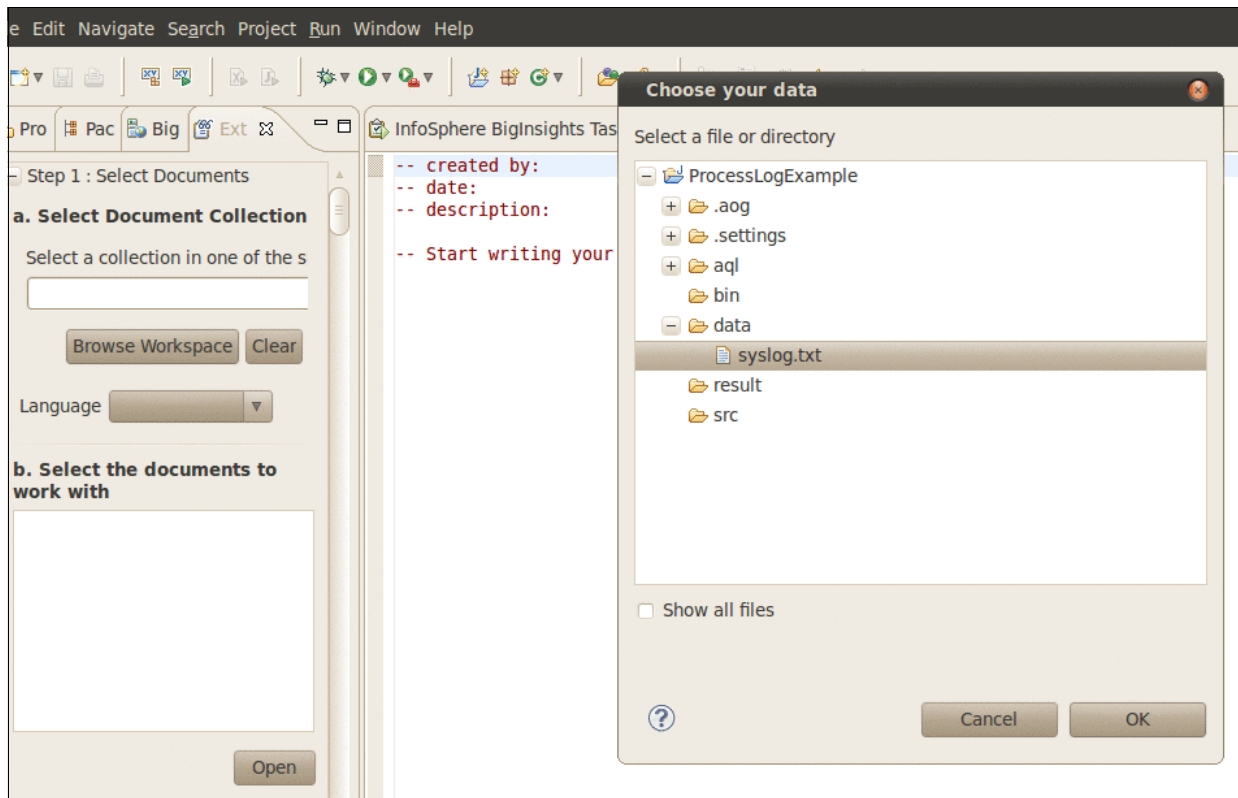 e Edit Navigate Search Project Run Window Help
Pro Pac Big Ext
InfoSphere BigInsights Tas
Step 1 : Select Documents
a. Select Document Collection
Select a collection in one of the s
Browse Workspace Clear
Language
b. Select the documents to
work with
Open
-- created by:
-- date:
-- description:
-- Start writing your
Choose your data
Select a file or directory
ProcessLogExample
.aog
.settings
aql
bin
data
syslog.txt
result
src
Show all files
Cancel OK